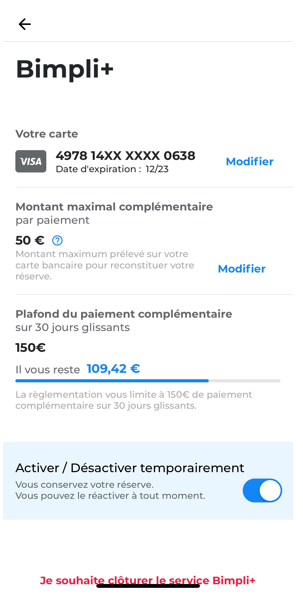 Bimpli+
Votre carte
VISA
4978 14XX XXXX 0638
Modifier
Date d'expiration : 12/23
Montant maximal complémentaire
par paiement
50 € ?
Montant maximum prélevé sur votre
carte bancaire pour reconstituer votre
réserve.
Modifier
Plafond du paiement complémentaire
sur 30 jours glissants
150€
Il vous reste 109,42 €
La règlementation vous limite à 150€ de paiement
complémentaire sur 30 jours glissants.
Activer / Désactiver temporairement
Vous conservez votre réserve.
Vous pouvez le réactiver à tout moment.
Je souhaite clôturer le service Bimpli+